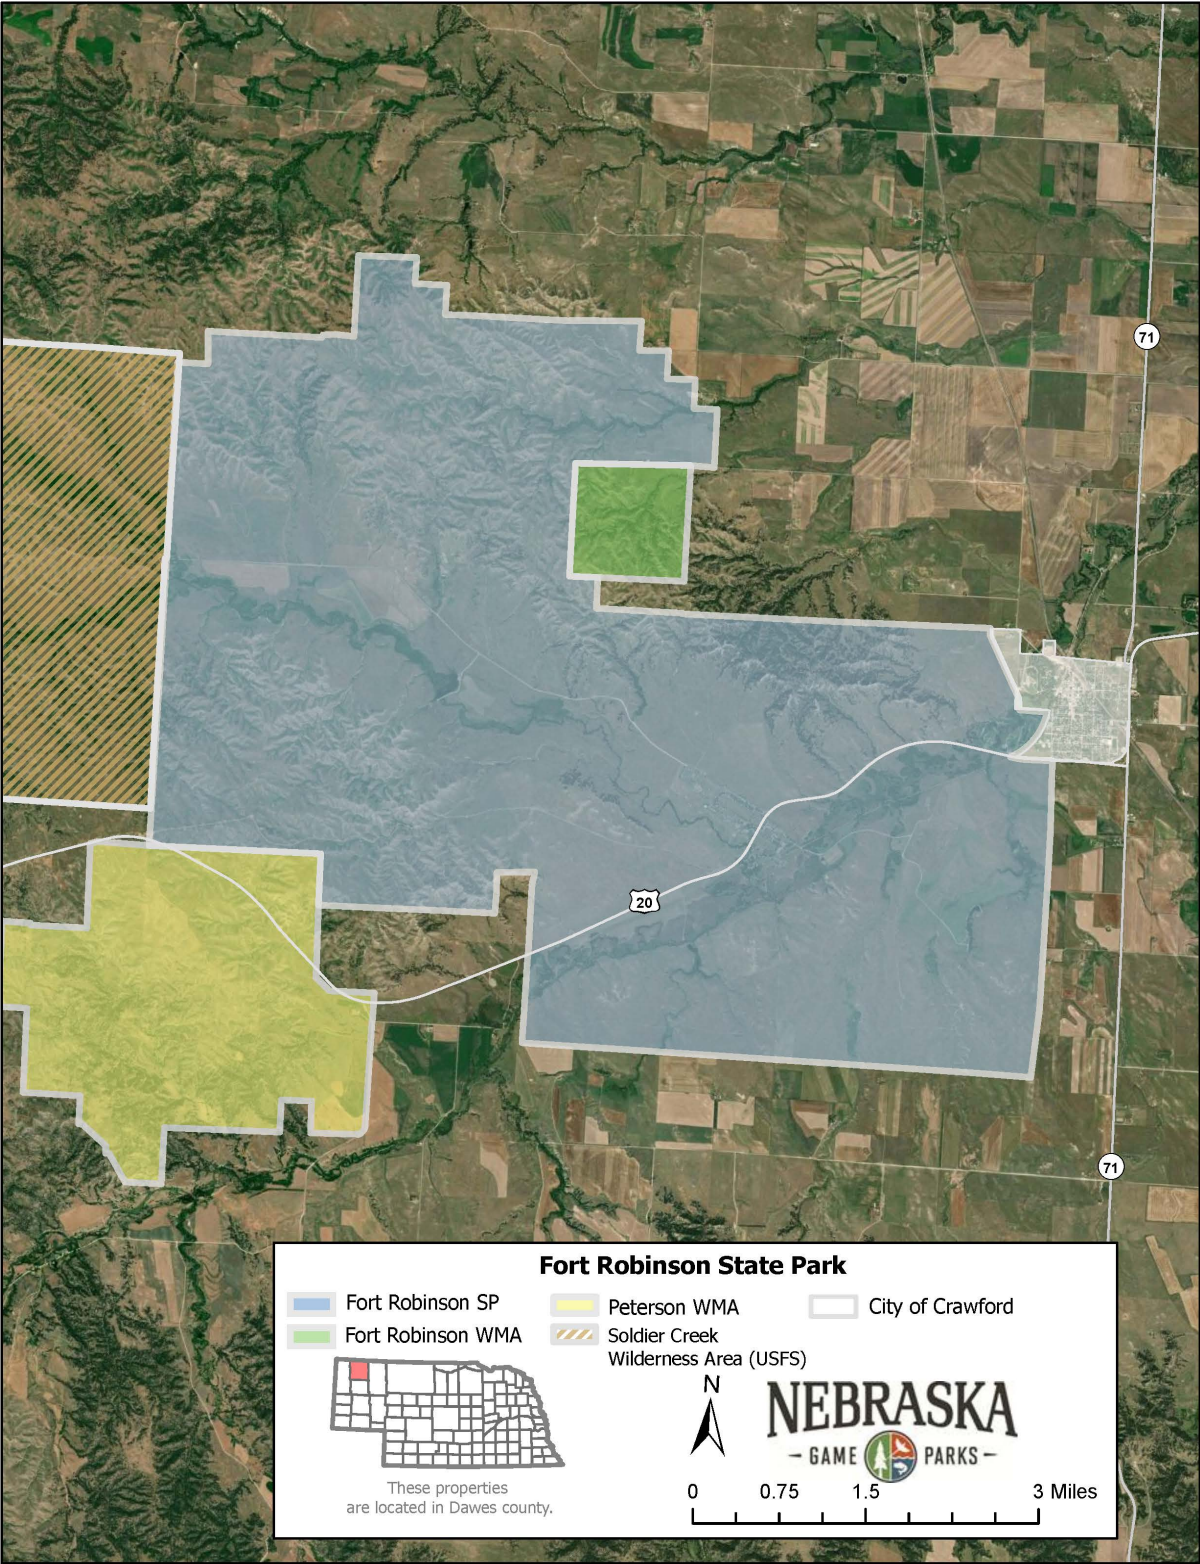 71
20
71
Fort Robinson State Park
Fort Robinson SP
Peterson WMA
City of Crawford
Fort Robinson WMA
Soldier Creek
Wilderness Area (USFS)
N
NEBRASKA
- GAME PARKS -
These properties
are located in Dawes county.
0 0.75 1.5 3 Miles